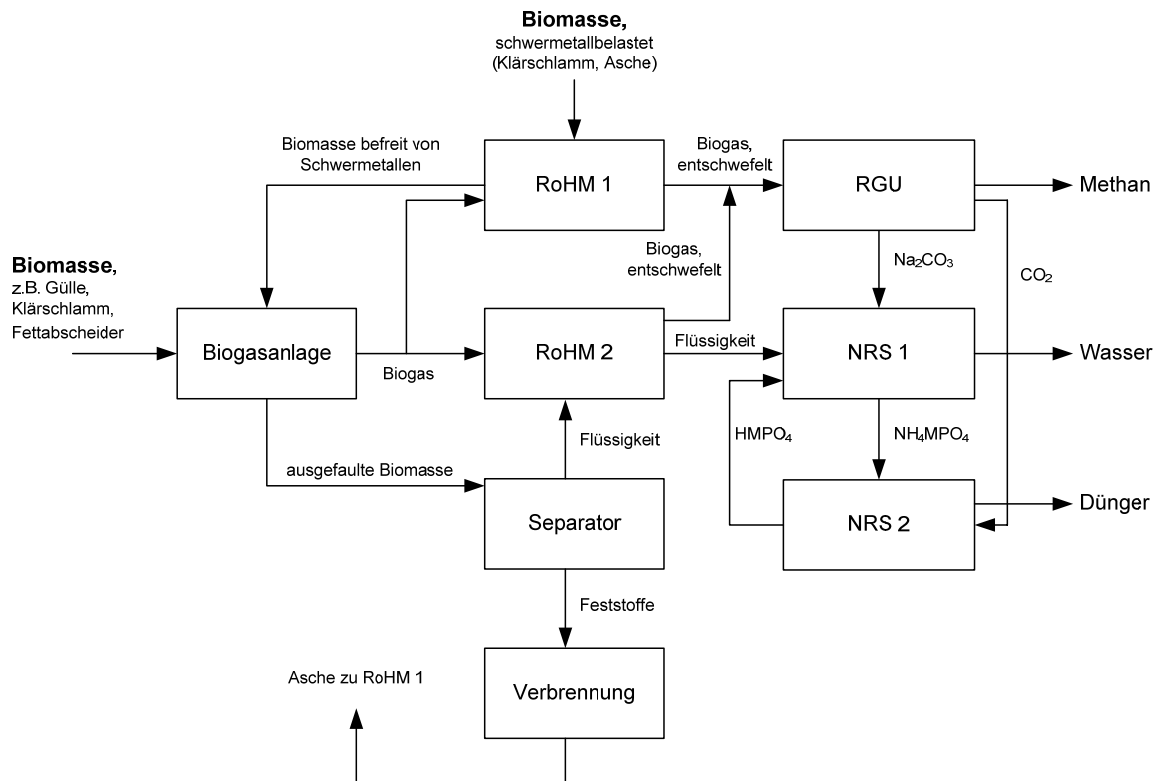 Biomasse,
schwermetallbelastet
(Klärschlamm, Asche)
Biomasse befreit von
Schwermetallen
RoHM 1
Biogas,
entschwefelt
RGU
Methan
Biomasse,
z.B. Gülle,
Klärschlamm,
Fettabscheider
Biogas,
entschwefelt
Na₂CO₃
CO₂
Biogasanlage
Biogas
RoHM 2
Flüssigkeit
NRS 1
Wasser
Flüssigkeit
HMPO₄
NH₄MPO₄
ausgefaulte Biomasse
Separator
NRS 2
Dünger
Feststoffe
Asche zu RoHM 1
Verbrennung